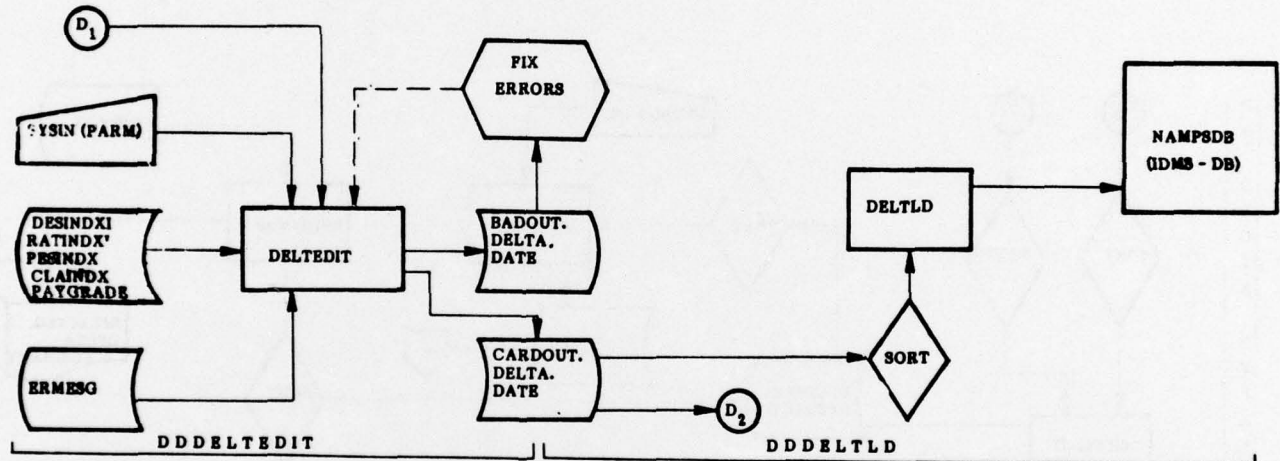 D1
SYSIN (PARM)
DESINDXI
RATINDX'
PBSINDX
CLAINDX
PAYGRADE
ERMESG
DELTEDIT
FIX
ERRORS
BADOUT.
DELTA.
DATE
CARDOUT.
DELTA.
DATE
D2
SORT
DELTLD
NAMPSDB
(IDMS - DB)
DDDELTEDIT
DDDELTLD